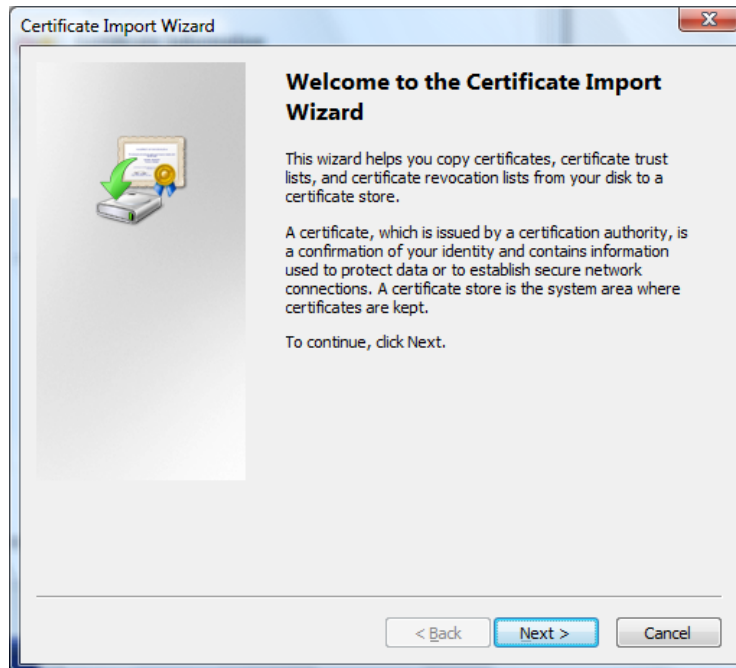 Certificate Import Wizard
Welcome to the Certificate Import
Wizard
This wizard helps you copy certificates, certificate trust
lists, and certificate revocation lists from your disk to a
certificate store.
A certificate, which is issued by a certification authority, is
a confirmation of your identity and contains information
used to protect data or to establish secure network
connections. A certificate store is the system area where
certificates are kept.
To continue, click Next.
< Back
Next >
Cancel